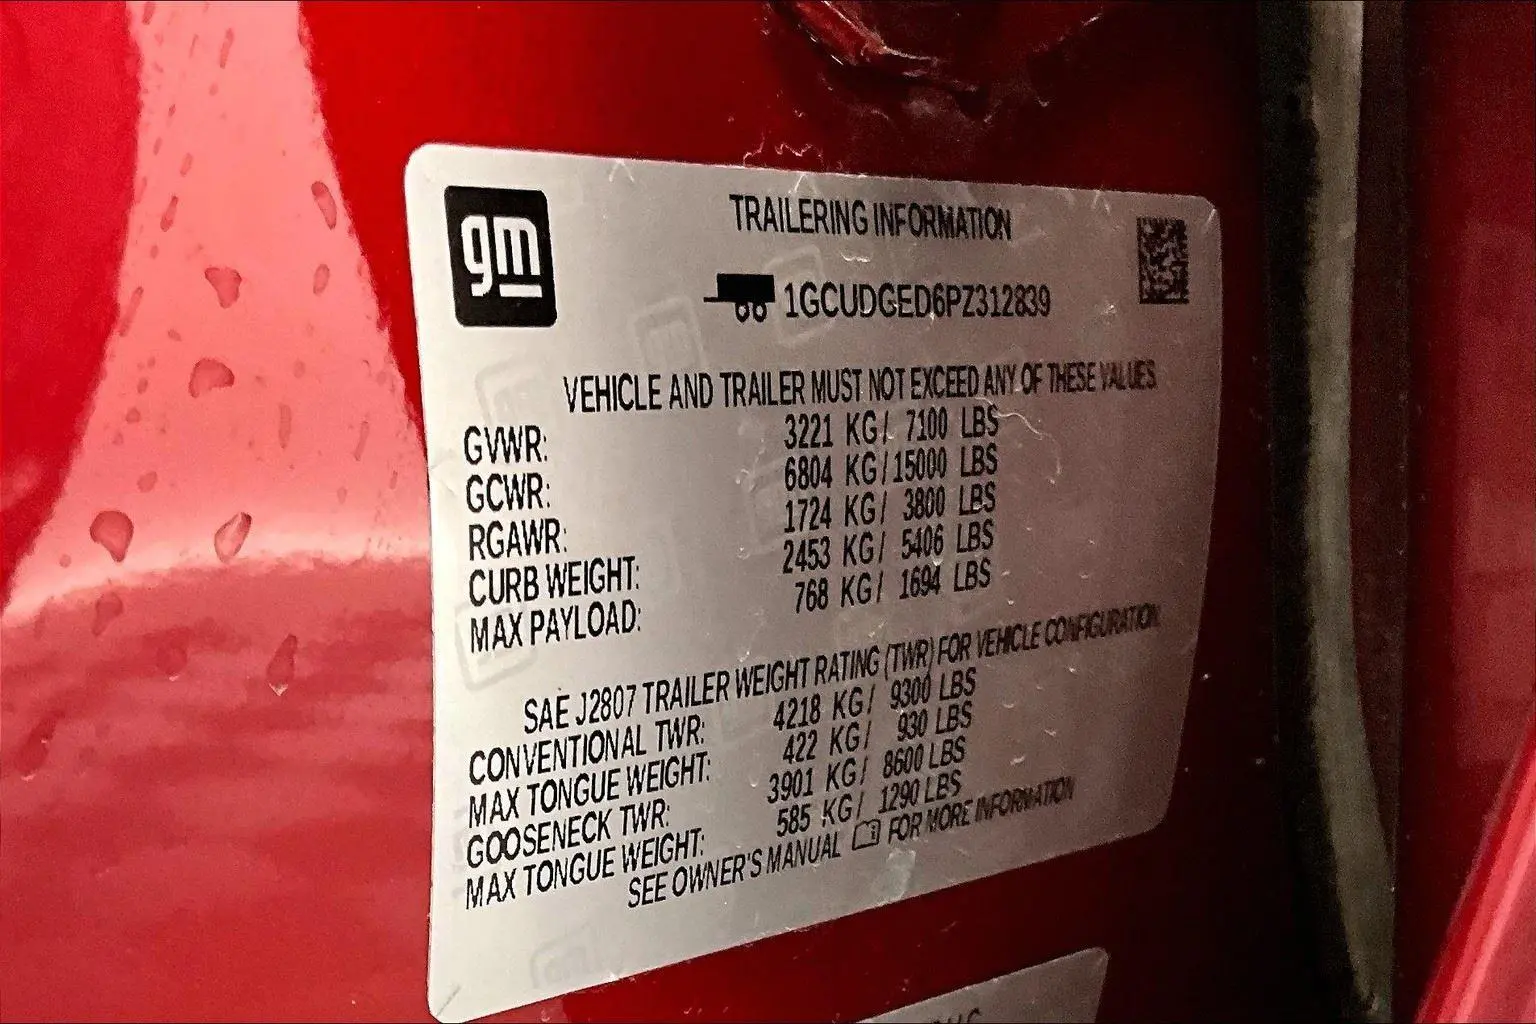 gm
TRAILERING INFORMATION
1GCUDGED6PZ312839
VEHICLE AND TRAILER MUST NOT EXCEED ANY OF THESE VALUES
GVWR: 3221 KG/ 7100 LBS
GCWR: 6804 KG/15000 LBS
RGAWR: 1724 KG/ 3800 LBS
CURB WEIGHT: 2453 KG/ 5406 LBS
MAX PAYLOAD: 768 KG/ 1694 LBS
SAE J2807 TRAILER WEIGHT RATING (TWR) FOR VEHICLE CONFIGURATION
CONVENTIONAL TWR: 4218 KG/ 9300 LBS
MAX TONGUE WEIGHT: 422 KG/ 930 LBS
GOOSENECK TWR: 3901 KG/ 8600 LBS
MAX TONGUE WEIGHT: 585 KG/ 1290 LBS
SEE OWNER'S MANUAL FOR MORE INFORMATION